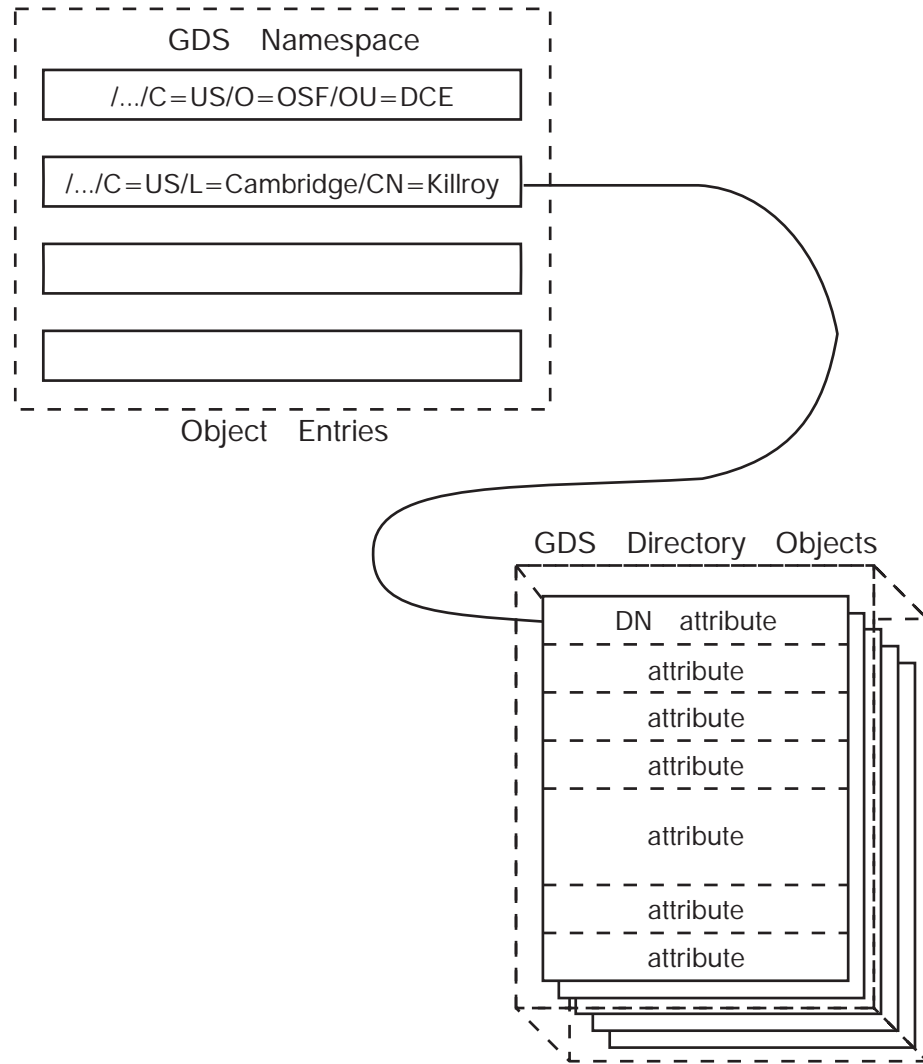 GDS Namespace
/.../C=US/O=OSF/OU=DCE
/.../C=US/L=Cambridge/CN=Killroy
Object Entries
GDS Directory Objects
DN attribute
attribute
attribute
attribute
attribute
attribute
attribute